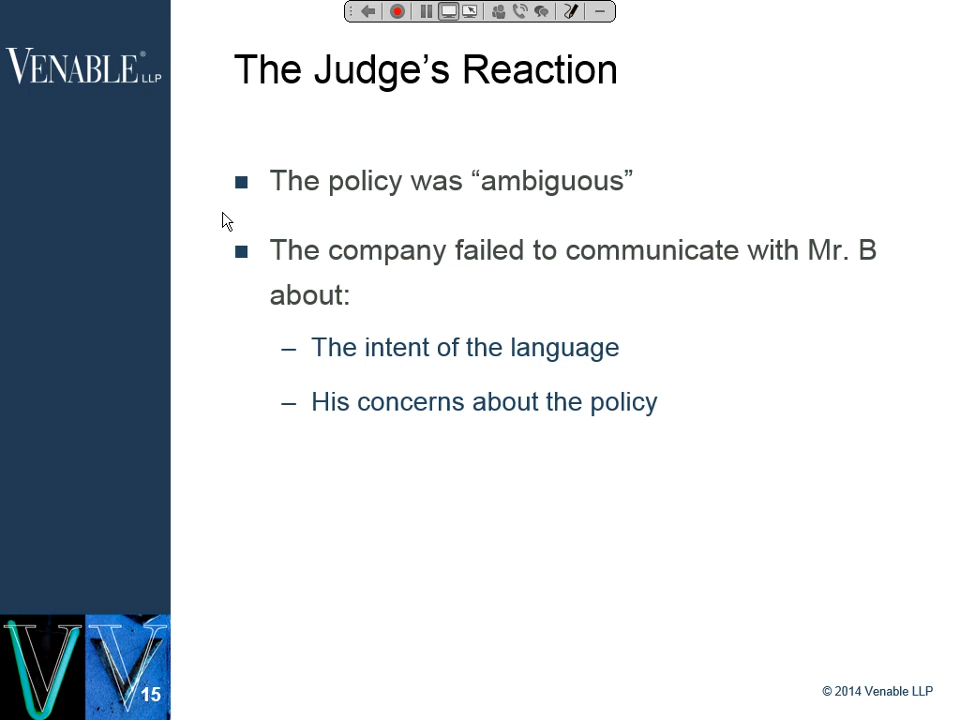 VENABLE® LLP
The Judge’s Reaction
The policy was “ambiguous”
The company failed to communicate with Mr. B
about:
– The intent of the language
– His concerns about the policy
15
© 2014 Venable LLP